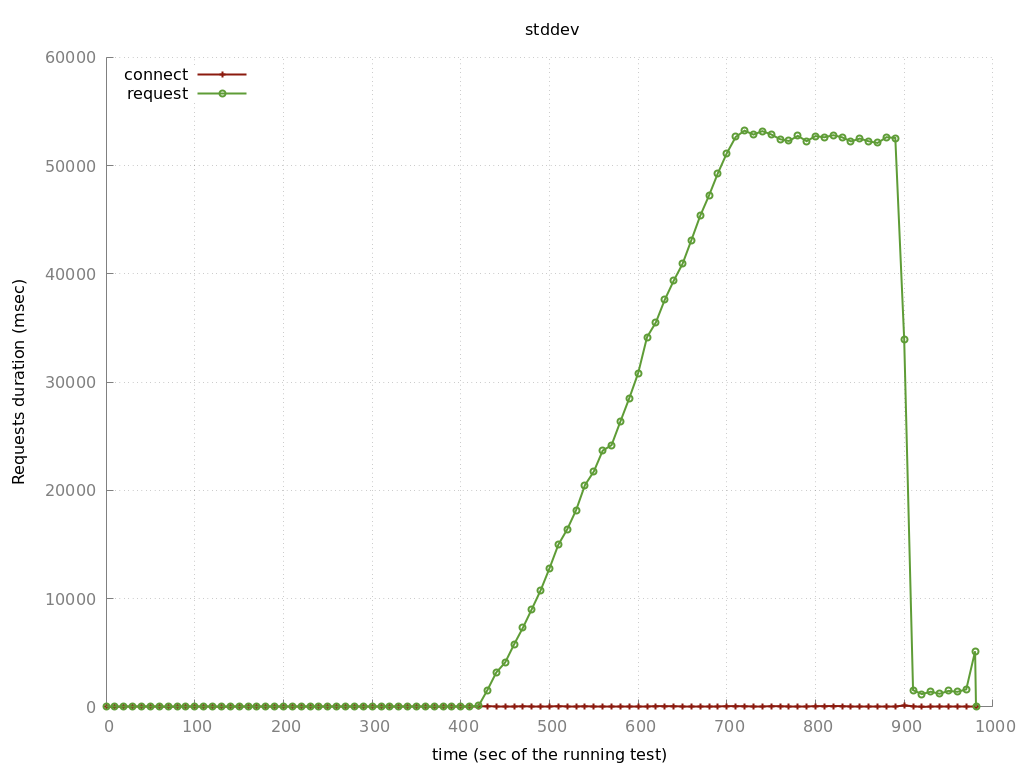 stddev
60000
50000
40000
30000
20000
10000
0
connect
request
Requests duration (msec)
0 100 200 300 400 500 600 700 800 900 1000
time (sec of the running test)